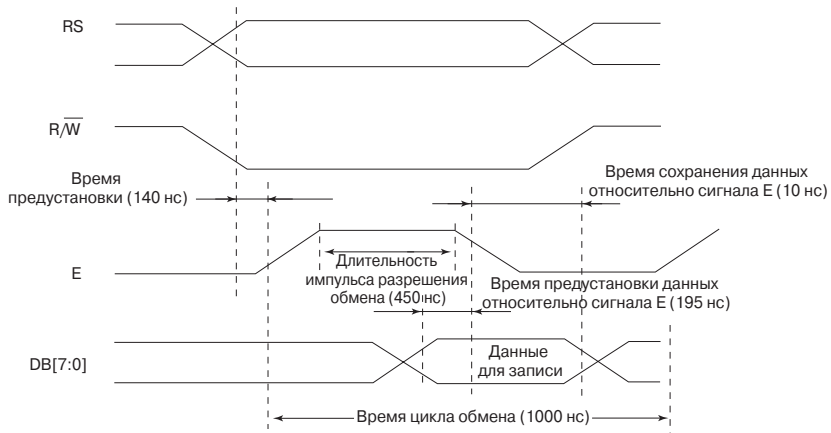 RS
R/W
Время
предустановки (140 нс)
Время сохранения данных
относительно сигнала E (10 нс)
E
Длительность
импульса разрешения
обмена (450 нс)
Время предустановки данных
относительно сигнала E (195 нс)
DB[7:0]
Данные
для записи
Время цикла обмена (1000 нс)